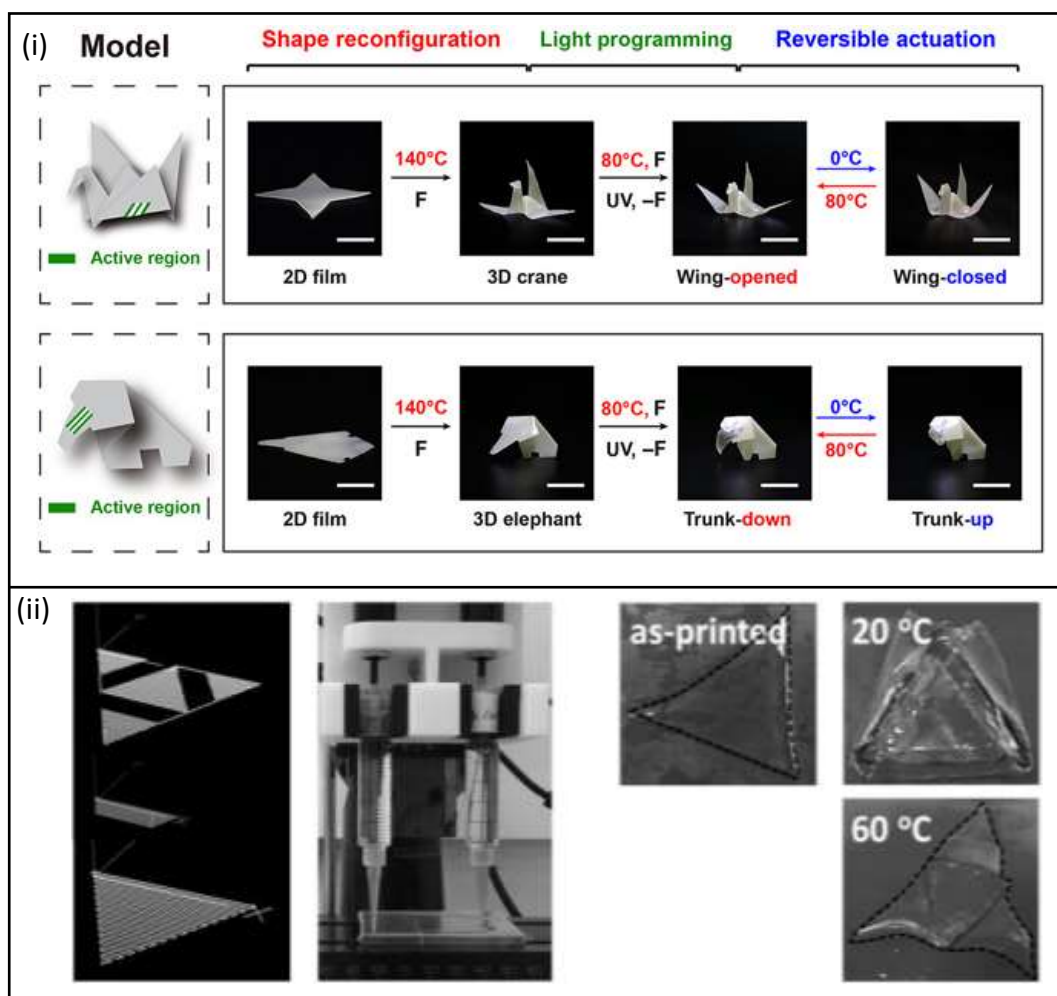 (i)
Model
Shape reconfiguration
Light programming
Reversible actuation
Active region
140°C
F
80°C, F
UV, –F
0°C
80°C
2D film
3D crane
Wing-opened
Wing-closed
Active region
140°C
F
80°C, F
UV, –F
0°C
80°C
2D film
3D elephant
Trunk-down
Trunk-up
(ii)
as-printed
20 °C
60 °C